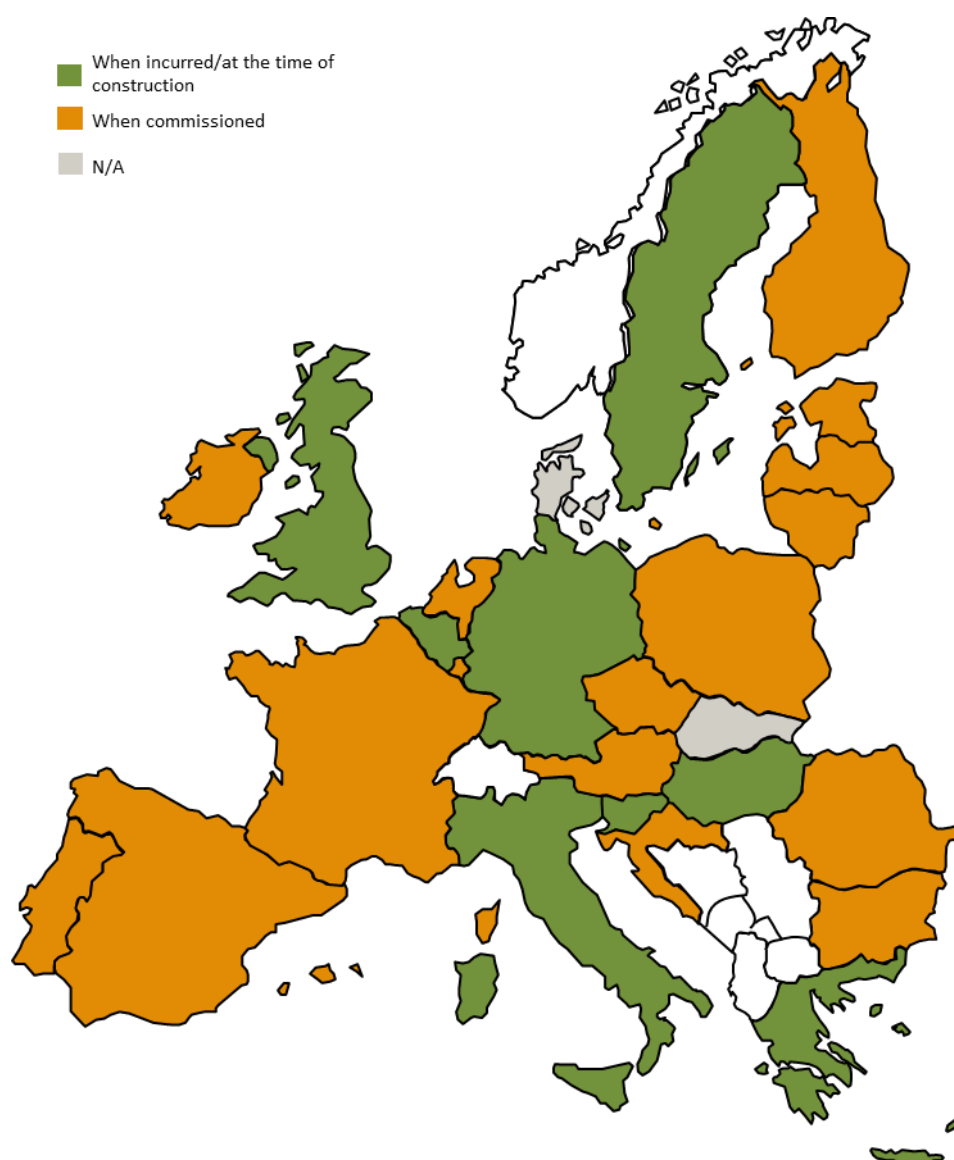 When incurred/at the time of
construction
When commissioned
N/A